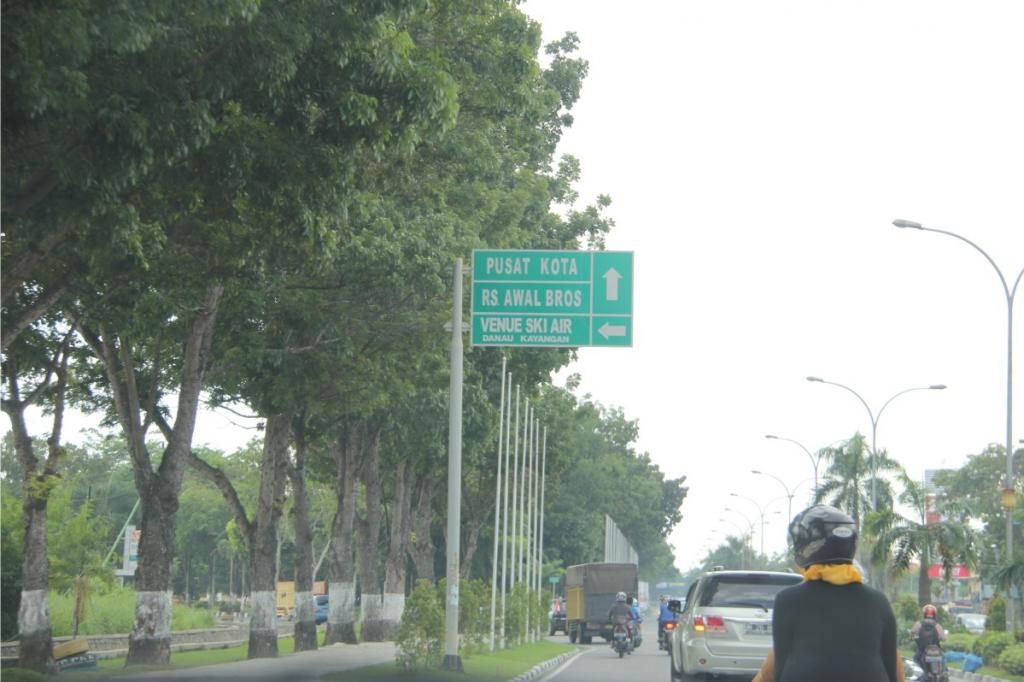 PUSAT KOTA
RS. AWAL BROS
VENUE SKI AIR
DANAU KAYANGAN